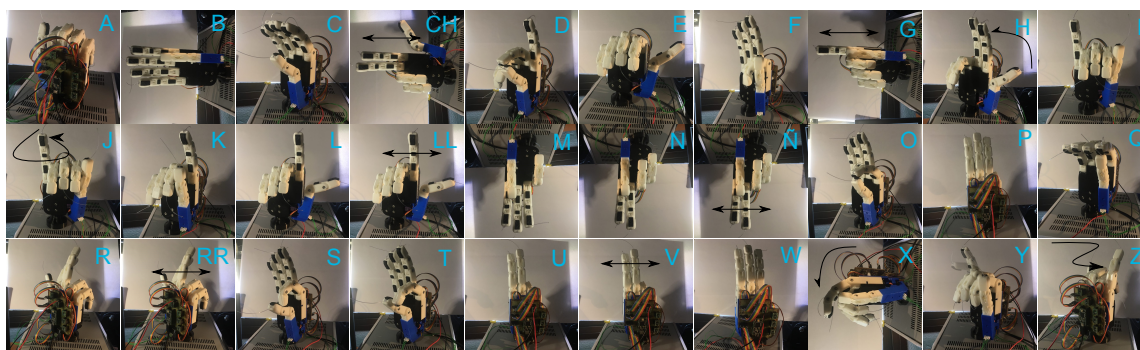 A B C CH D E F G H
J K L LL M N Ñ O P Q
R RR S T U V W X Y Z